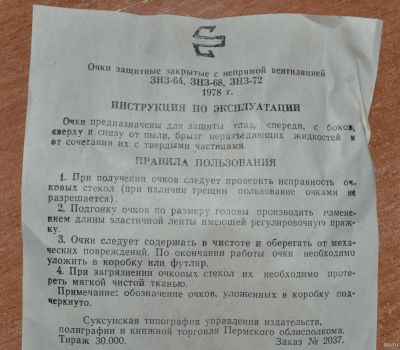 Очки защитные закрытые с непрямой вентиляцией
ЗНЗ-64, ЗНЗ-68, ЗНЗ-72
1978 г.
ИНСТРУКЦИЯ ПО ЭКСПЛУАТАЦИИ
Очки предназначены для защиты глаз, спереди, с боков,
сверху и снизу от пыли, брызг неразъедающих жидкостей и
от сочетания их с твердыми частицами.
ПРАВИЛА ПОЛЬЗОВАНИЯ
1. При получении очков следует проверить исправность оч-
ковых стекол (при наличии трещин пользование очками не
разрешается).
2. Подгонку очков по размеру головы производить измене-
нием длины эластичной ленты имеющей регулировочную пряж-
ку.
3. Очки следует содержать в чистоте и оберегать от меха-
ческих повреждений. По окончании работы очки необходимо
уложить в коробку или футляр.
4. При загрязнении очковых стекол их необходимо проте-
реть мягкой чистой тканью.
Примечание: обозначение очков, уложенных в коробку под-
черкнуто.
Суксунская типография управления издательств,
полиграфии и книжной торговли Пермского облисполкома.
Тираж 30.000. Заказ № 2037.